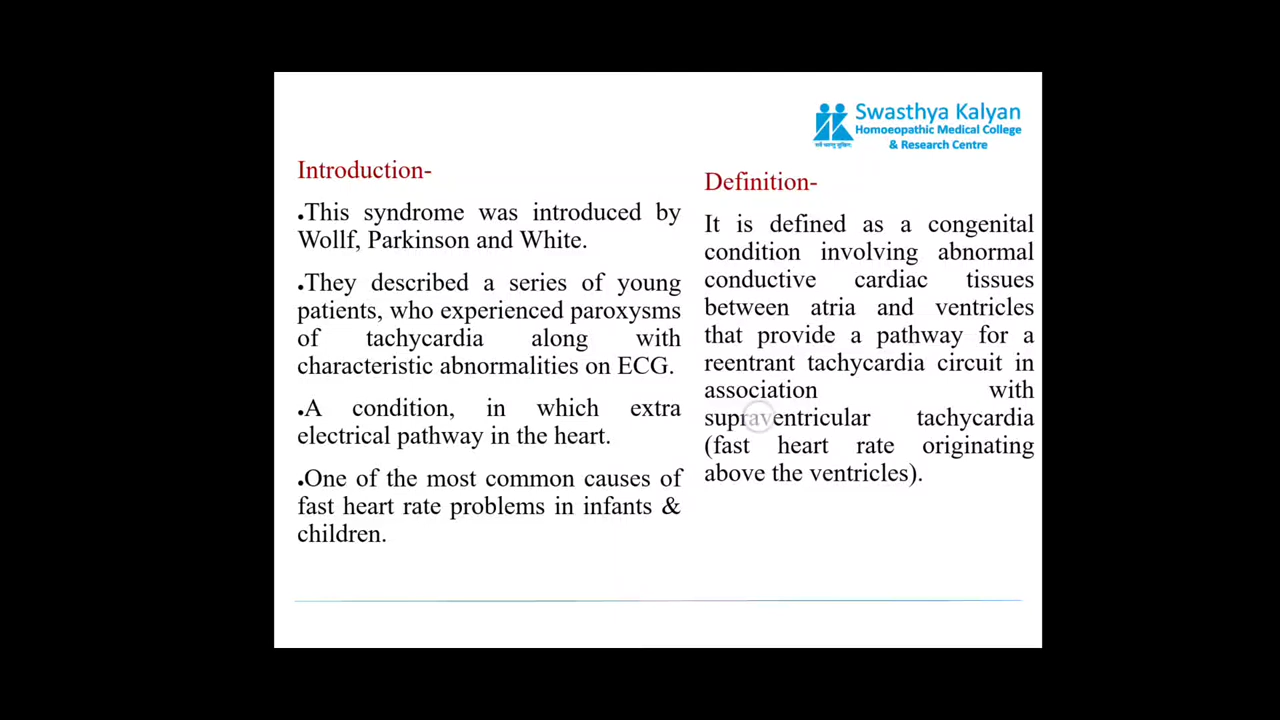 Swasthya Kalyan
Homoeopathic Medical College
& Research Centre
Introduction-
•This syndrome was introduced by
Wollf, Parkinson and White.
•They described a series of young
patients, who experienced paroxysms
of tachycardia along with
characteristic abnormalities on ECG.
•A condition, in which extra
electrical pathway in the heart.
•One of the most common causes of
fast heart rate problems in infants &
children.
Definition-
It is defined as a congenital
condition involving abnormal
conductive cardiac tissues
between atria and ventricles
that provide a pathway for a
reentrant tachycardia circuit in
association with
supraventricular tachycardia
(fast heart rate originating
above the ventricles).